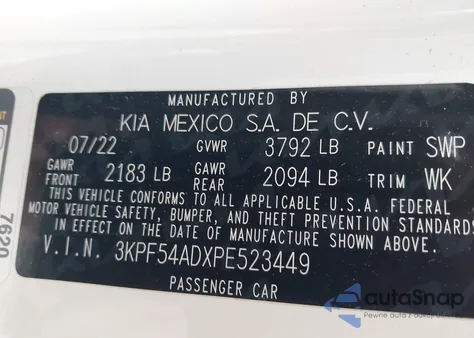 MANUFACTURED BY
KIA MEXICO S.A. DE C.V.
07/22 GVWR 3792 LB PAINT SWP
GAWR FRONT 2183 LB GAWR REAR 2094 LB TRIM WK
THIS VEHICLE CONFORMS TO ALL APPLICABLE U.S.A. FEDERAL
MOTOR VEHICLE SAFETY, BUMPER, AND THEFT PREVENTION STANDARDS
IN EFFECT ON THE DATE OF MANUFACTURE SHOWN ABOVE.
V.I.N. 3KPF54ADXPE523449
PASSENGER CAR
7620
autoSnap